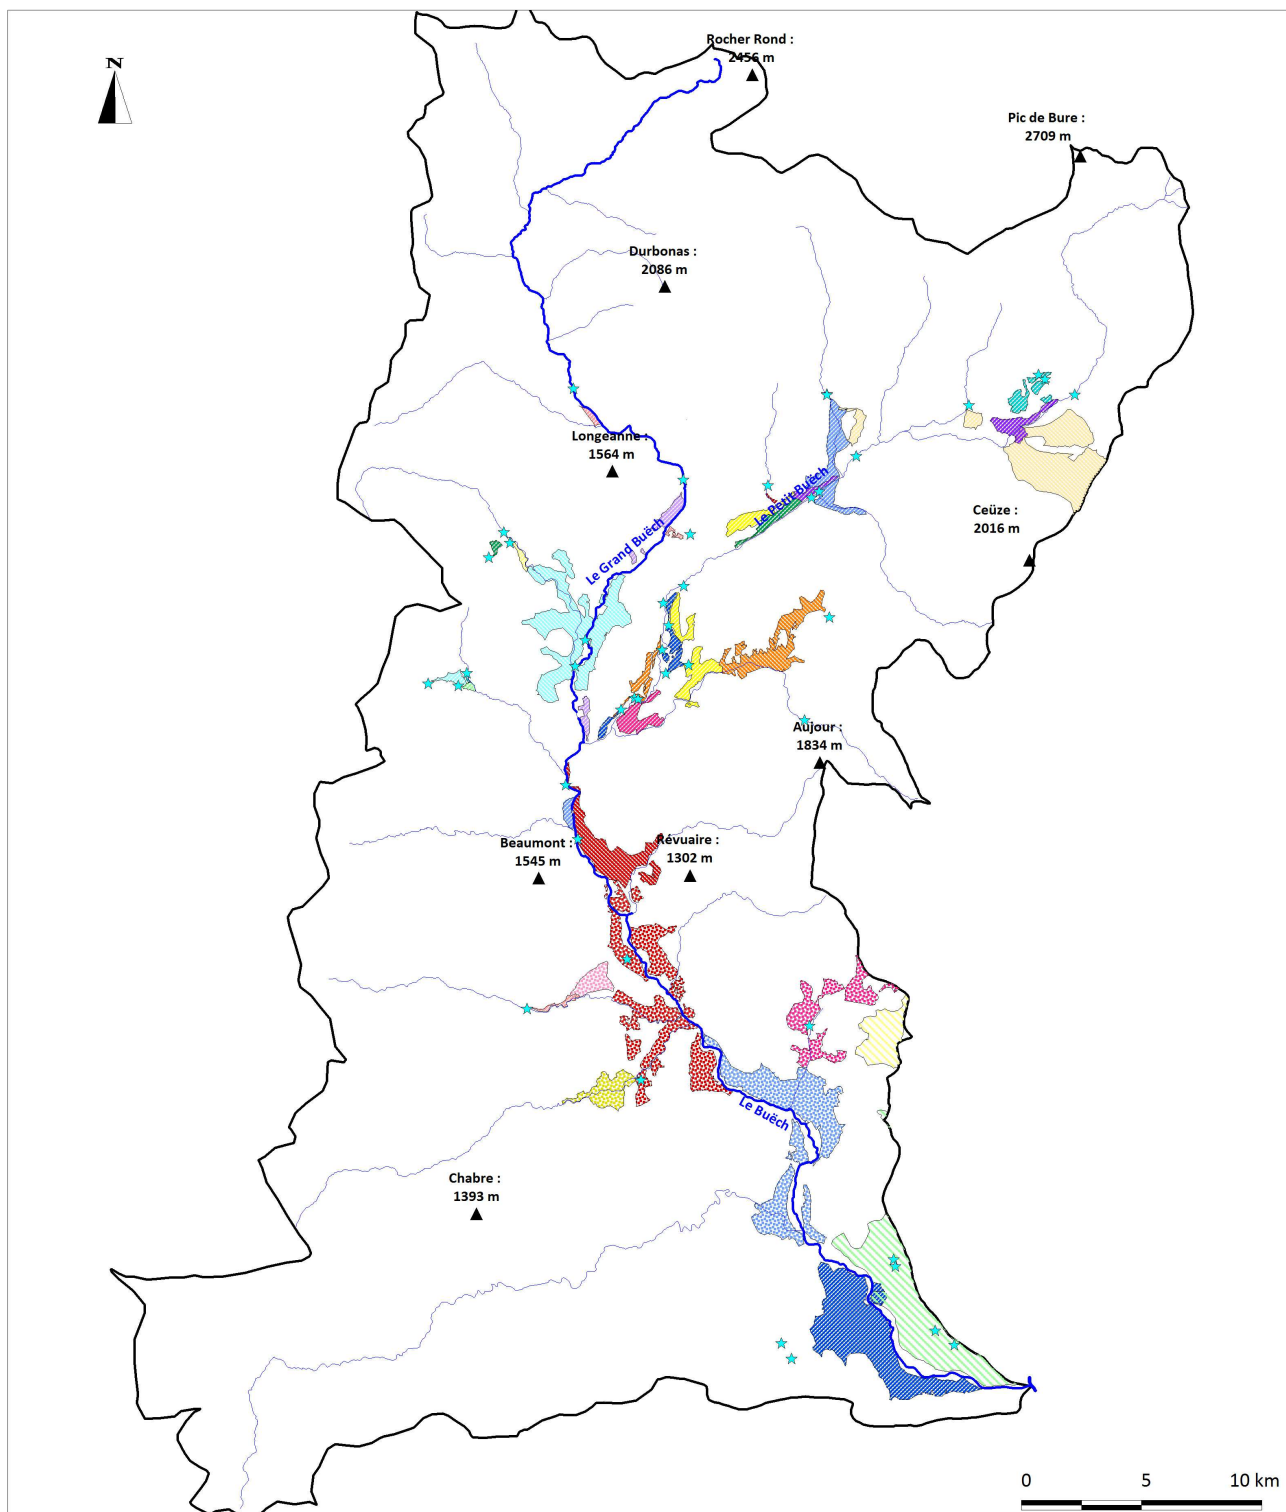 Rocher Rond :
2456 m
N
Pic de Bure :
2709 m
Durbonas :
2086 m
Longeanne :
1564 m
Le Petit Buëch
Ceüze :
2016 m
Le Grand Buëch
Aujour :
1834 m
Beaumont :
1545 m
Révuaire :
1302 m
Le Buëch
Chabre :
1393 m
0 5 10 km